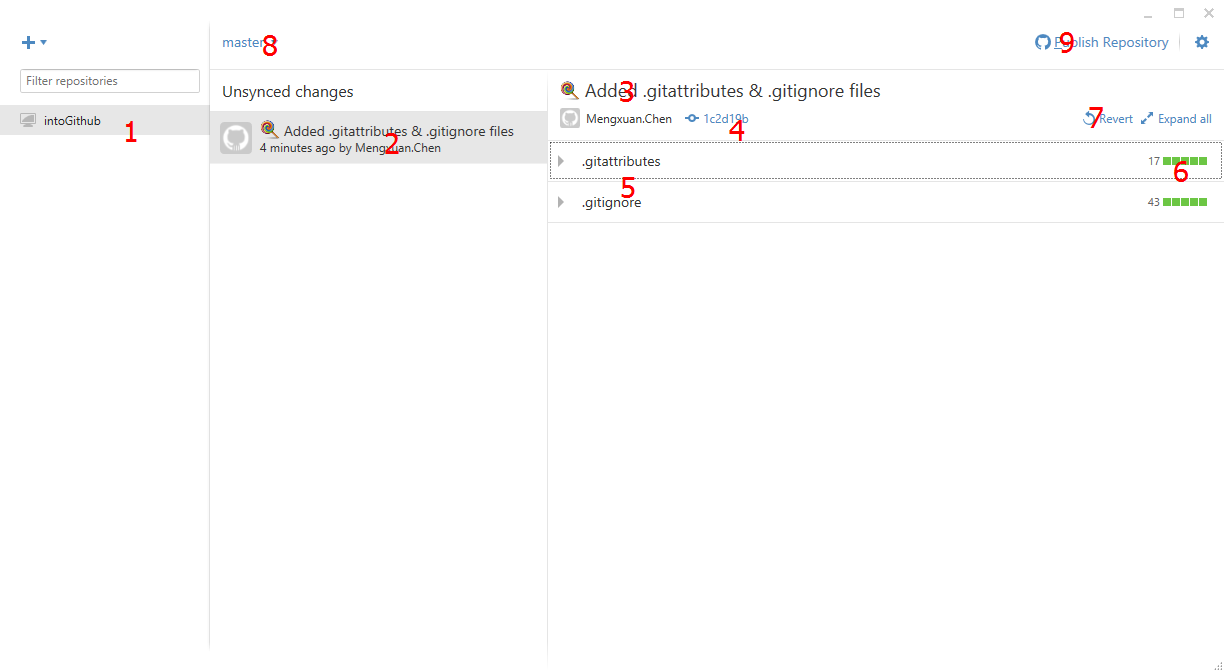 master 8
9 Publish Repository
Filter repositories
Unsynced changes
3 Added .gitattributes & .gitignore files
intoGithub 1
Added .gitattributes & .gitignore files
2
4 minutes ago by Mengxuan.Chen
Mengxuan.Chen 1c2d19b 4
7 Revert Expand all
.gitattributes 17
6
5
.gitignore 43